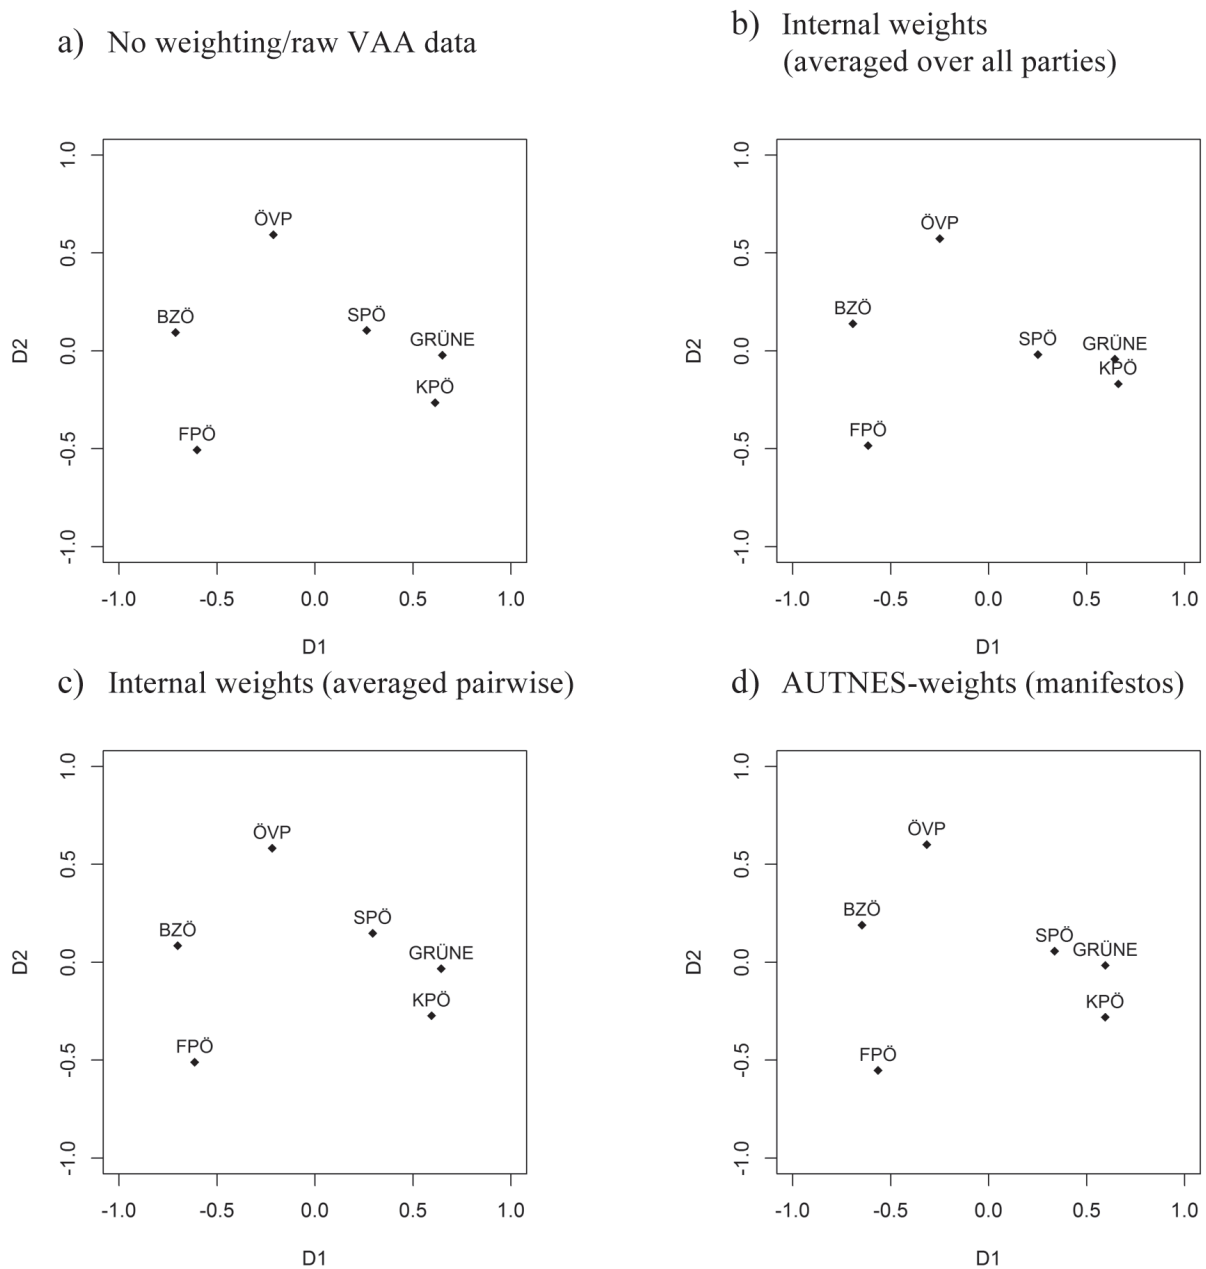 a) No weighting/raw VAA data
1.0
0.5
0.0
-0.5
-1.0
D2
ÖVP
BZÖ
SPÖ
GRÜNE
KPÖ
FPÖ
-1.0 -0.5 0.0 0.5 1.0
D1
b) Internal weights
(averaged over all parties)
1.0
0.5
0.0
-0.5
-1.0
D2
ÖVP
BZÖ
SPÖ
GRÜNE
KPÖ
FPÖ
-1.0 -0.5 0.0 0.5 1.0
D1
c) Internal weights (averaged pairwise)
1.0
0.5
0.0
-0.5
-1.0
D2
ÖVP
BZÖ
SPÖ
GRÜNE
KPÖ
FPÖ
-1.0 -0.5 0.0 0.5 1.0
D1
d) AUTNES-weights (manifestos)
1.0
0.5
0.0
-0.5
-1.0
D2
ÖVP
BZÖ
SPÖ
GRÜNE
KPÖ
FPÖ
-1.0 -0.5 0.0 0.5 1.0
D1